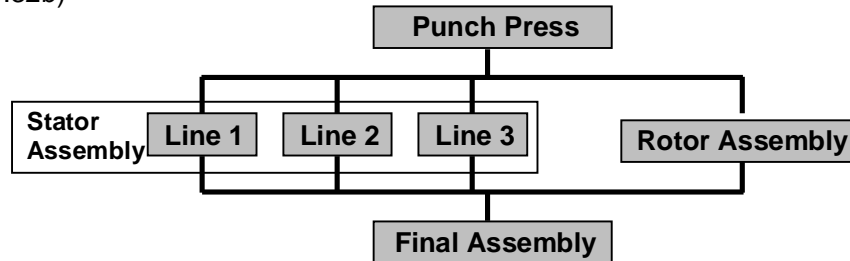 Punch Press
Stator
Assembly
Line 1
Line 2
Line 3
Rotor Assembly
Final Assembly